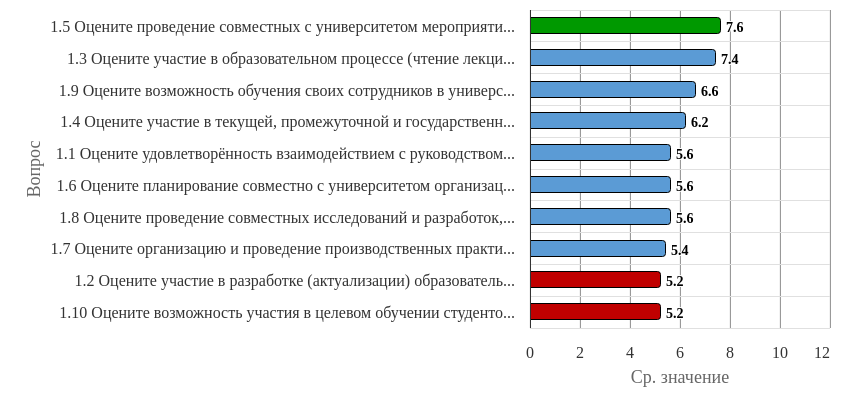 1.5 Оцените проведение совместных с университетом мероприяти... 7.6
1.3 Оцените участие в образовательном процессе (чтение лекци... 7.4
1.9 Оцените возможность обучения своих сотрудников в универс... 6.6
1.4 Оцените участие в текущей, промежуточной и государственн... 6.2
1.1 Оцените удовлетворённость взаимодействием с руководством... 5.6
1.6 Оцените планирование совместно с университетом организац... 5.6
1.8 Оцените проведение совместных исследований и разработок,... 5.6
1.7 Оцените организацию и проведение производственных практи... 5.4
1.2 Оцените участие в разработке (актуализации) образователь... 5.2
1.10 Оцените возможность участия в целевом обучении студенто... 5.2
Вопрос
0 2 4 6 8 10 12
Ср. значение